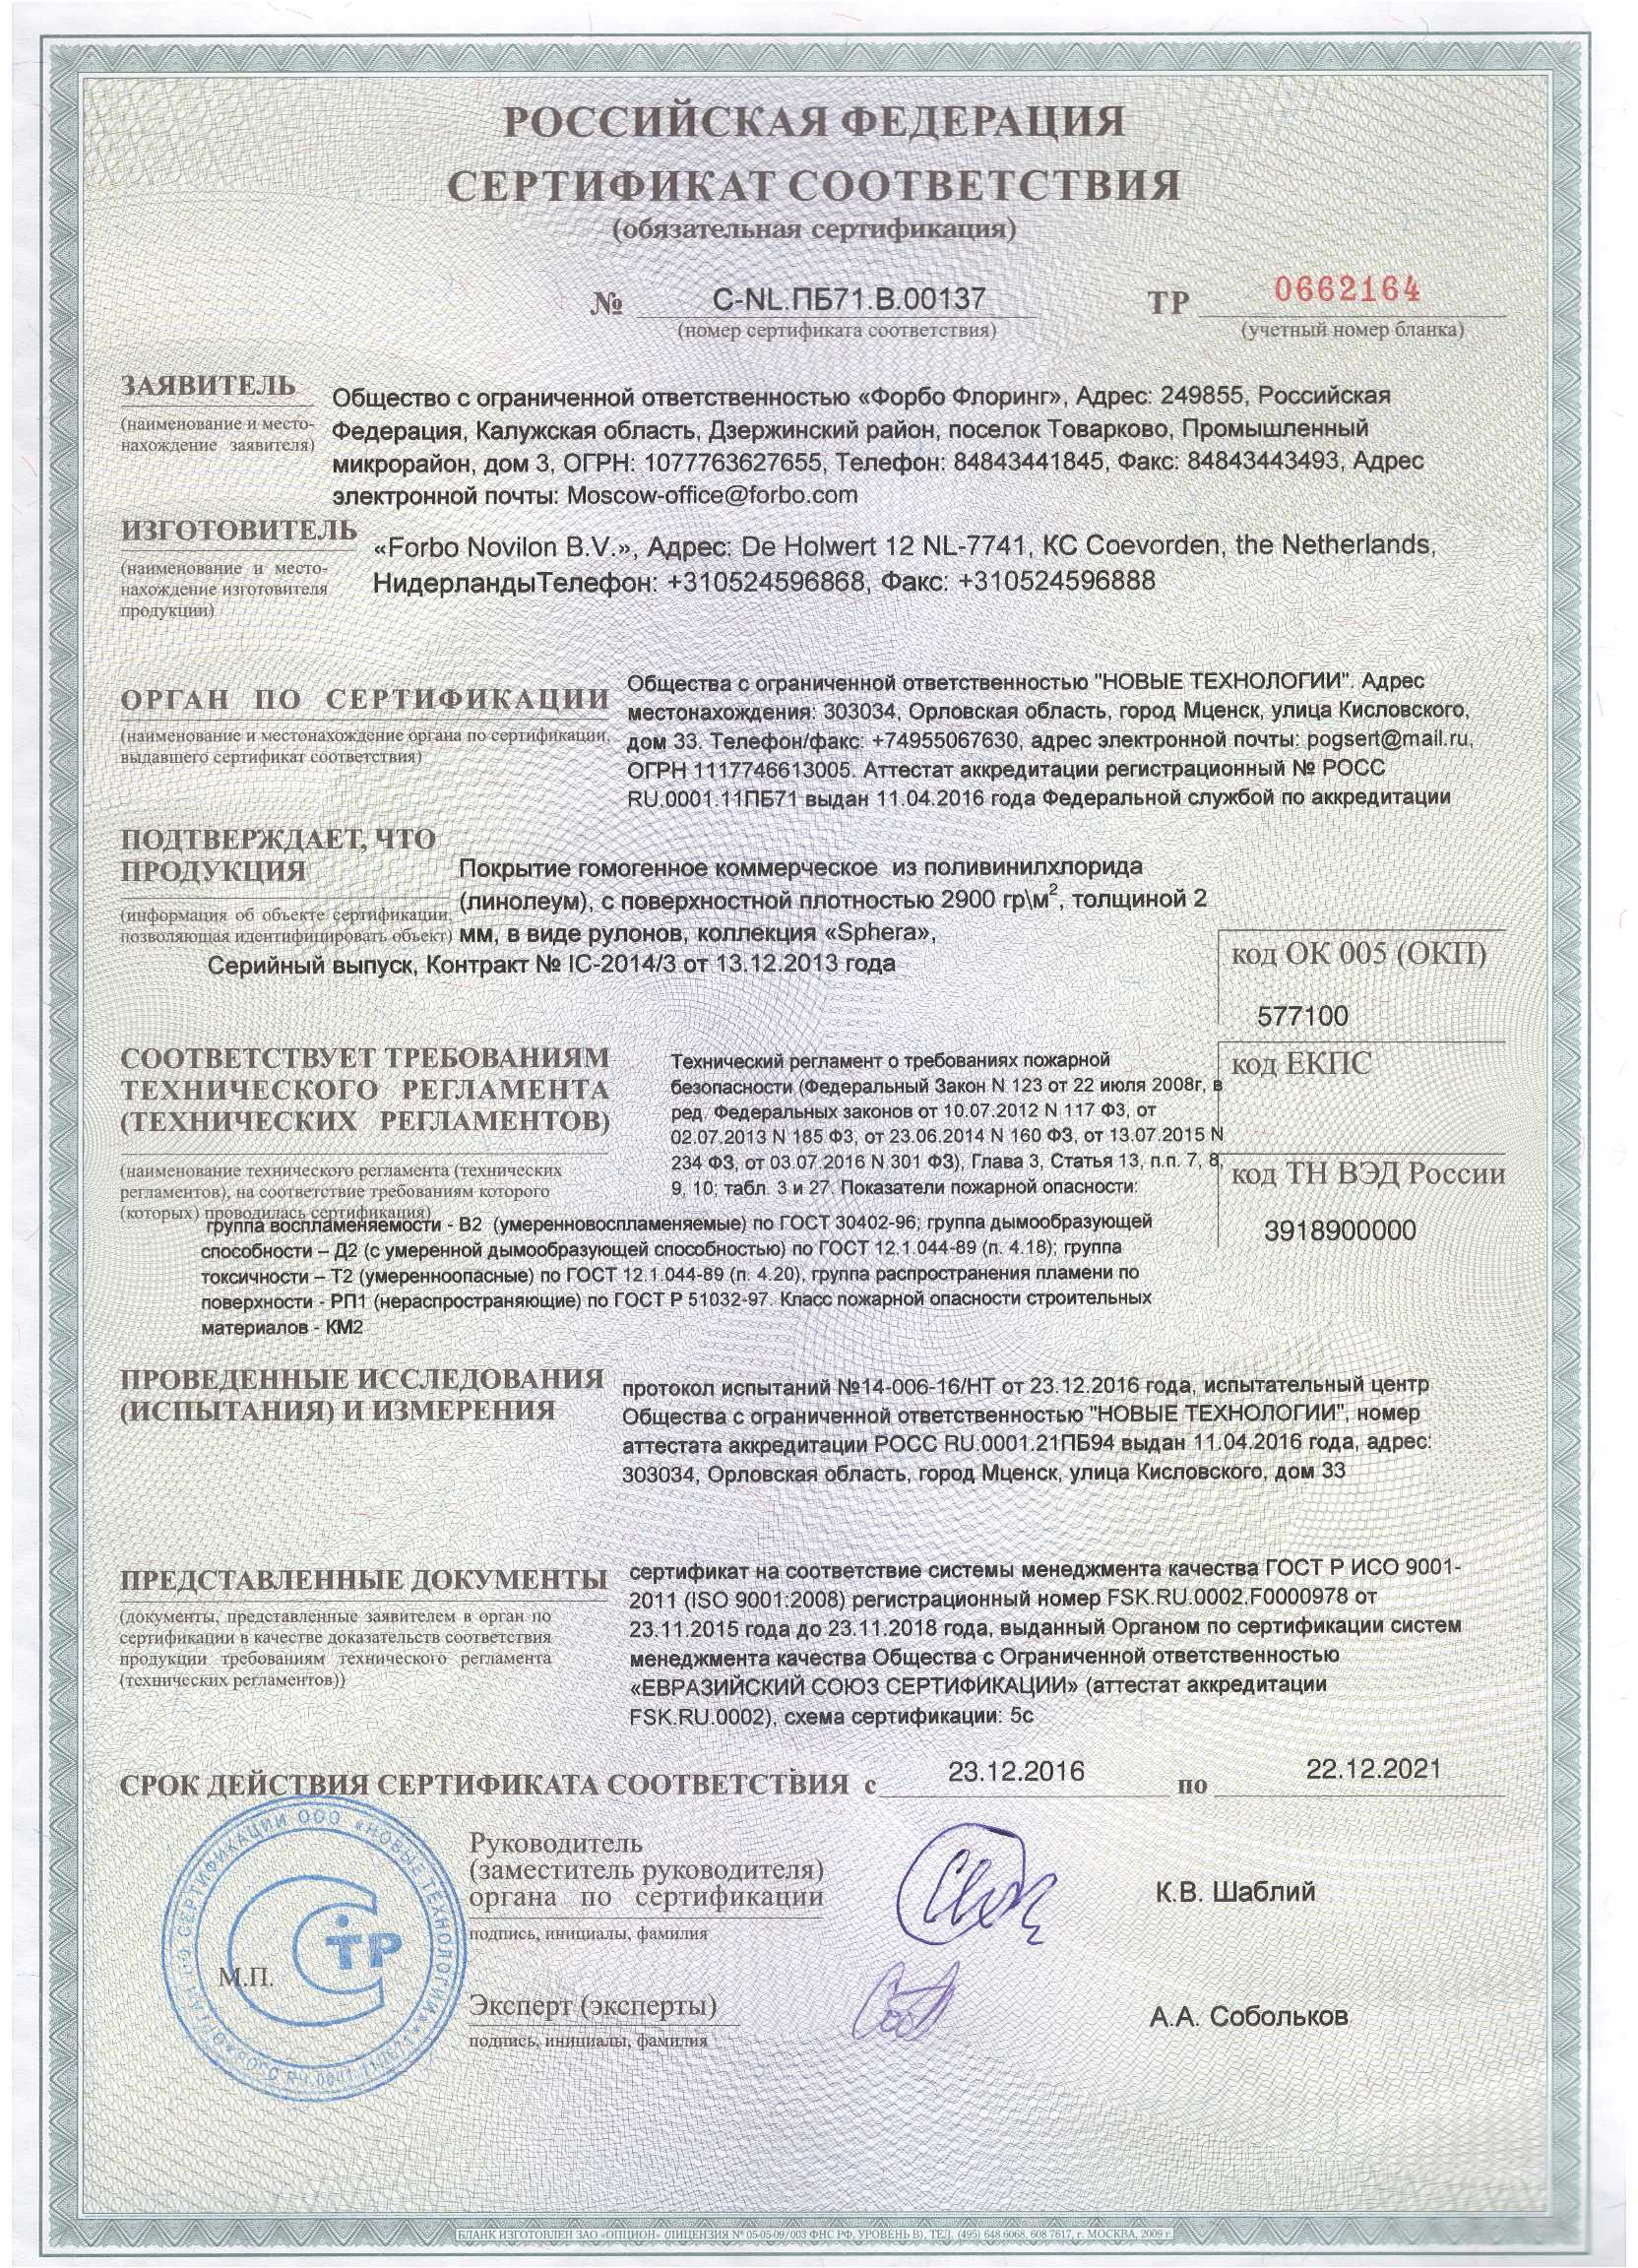 РОССИЙСКАЯ ФЕДЕРАЦИЯ
СЕРТИФИКАТ СООТВЕТСТВИЯ
(обязательная сертификация)
№ C-NL.ПБ71.В.00137 ТР 0662164
(номер сертификата соответствия) (учетный номер бланка)
ЗАЯВИТЕЛЬ
(наименование и место-
нахождение заявителя)
Общество с ограниченной ответственностью «Форбо Флоринг», Адрес: 249855, Российская
Федерация, Калужская область, Дзержинский район, поселок Товарково, Промышленный
микрорайон, дом 3, ОГРН: 1077763627655, Телефон: 84843441845, Факс: 84843443493, Адрес
электронной почты: Moscow-office@forbo.com
ИЗГОТОВИТЕЛЬ
(наименование и место-
нахождение изготовителя
продукции)
«Forbo Novilon B.V.», Адрес: De Holwert 12 NL-7741, KC Coevorden, the Netherlands,
НидерландыТелефон: +310524596868, Факс: +310524596888
ОРГАН ПО СЕРТИФИКАЦИИ
(наименование и местонахождение органа по сертификации,
выдавшего сертификат соответствия)
Общества с ограниченной ответственностью "НОВЫЕ ТЕХНОЛОГИИ". Адрес
местонахождения: 303034, Орловская область, город Мценск, улица Кисловского,
дом 33. Телефон/факс: +74955067630, адрес электронной почты: pogsert@mail.ru,
ОГРН 1117746613005. Аттестат аккредитации регистрационный № РОСС
RU.0001.11ПБ71 выдан 11.04.2016 года Федеральной службой по аккредитации
ПОДТВЕРЖДАЕТ, ЧТО
ПРОДУКЦИЯ
(информация об объекте сертификации,
позволяющая идентифицировать объект)
Покрытие гомогенное коммерческое из поливинилхлорида
(линолеум), с поверхностной плотностью 2900 гр\м², толщиной 2
мм, в виде рулонов, коллекция «Sphera»,
Серийный выпуск, Контракт № IC-2014/3 от 13.12.2013 года
код ОК 005 (ОКП)
577100
СООТВЕТСТВУЕТ ТРЕБОВАНИЯМ
ТЕХНИЧЕСКОГО РЕГЛАМЕНТА
(ТЕХНИЧЕСКИХ РЕГЛАМЕНТОВ)
(наименование технического регламента (технических
регламентов), на соответствие требованиям которого
(которых) проводилась сертификация)
Технический регламент о требованиях пожарной
безопасности (Федеральный Закон N 123 от 22 июля 2008г, в
ред. Федеральных законов от 10.07.2012 N 117 ФЗ, от
02.07.2013 N 185 ФЗ, от 23.06.2014 N 160 ФЗ, от 13.07.2015 N
234 ФЗ, от 03.07.2016 N 301 ФЗ), Глава 3, Статья 13, п.п. 7, 8,
9, 10; табл. 3 и 27. Показатели пожарной опасности:
группа воспламеняемости - В2 (умеренновоспламеняемые) по ГОСТ 30402-96; группа дымообразующей
способности – Д2 (с умеренной дымообразующей способностью) по ГОСТ 12.1.044-89 (п. 4.18); группа
токсичности – Т2 (умеренноопасные) по ГОСТ 12.1.044-89 (п. 4.20), группа распространения пламени по
поверхности - РП1 (нераспространяющие) по ГОСТ Р 51032-97. Класс пожарной опасности строительных
материалов - КМ2
код ЕКПС
код ТН ВЭД России
3918900000
ПРОВЕДЕННЫЕ ИССЛЕДОВАНИЯ
(ИСПЫТАНИЯ) И ИЗМЕРЕНИЯ
протокол испытаний №14-006-16/НТ от 23.12.2016 года, испытательный центр
Общества с ограниченной ответственностью "НОВЫЕ ТЕХНОЛОГИИ", номер
аттестата аккредитации РОСС RU.0001.21ПБ94 выдан 11.04.2016 года, адрес:
303034, Орловская область, город Мценск, улица Кисловского, дом 33
ПРЕДСТАВЛЕННЫЕ ДОКУМЕНТЫ
(документы, представленные заявителем в орган по
сертификации в качестве доказательств соответствия
продукции требованиям технического регламента
(технических регламентов))
сертификат на соответствие системы менеджмента качества ГОСТ Р ИСО 9001-
2011 (ISO 9001:2008) регистрационный номер FSK.RU.0002.F0000978 от
23.11.2015 года до 23.11.2018 года, выданный Органом по сертификации систем
менеджмента качества Общества с Ограниченной ответственностью
«ЕВРАЗИЙСКИЙ СОЮЗ СЕРТИФИКАЦИИ» (аттестат аккредитации
FSK.RU.0002), схема сертификации: 5с
СРОК ДЕЙСТВИЯ СЕРТИФИКАТА СООТВЕТСТВИЯ с 23.12.2016 по 22.12.2021
Руководитель
(заместитель руководителя)
органа по сертификации
подпись, инициалы, фамилия
К.В. Шаблий
М.П.
ТР
Эксперт (эксперты)
подпись, инициалы, фамилия
А.А. Собольков
БЛАНК ИЗГОТОВЛЕН ЗАО «ОПЦИОН» (ЛИЦЕНЗИЯ № 05-05-09/003 ФНС РФ, УРОВЕНЬ В), ТЕЛ. (495) 648 6068, 608 7617, г. МОСКВА, 2009 г.